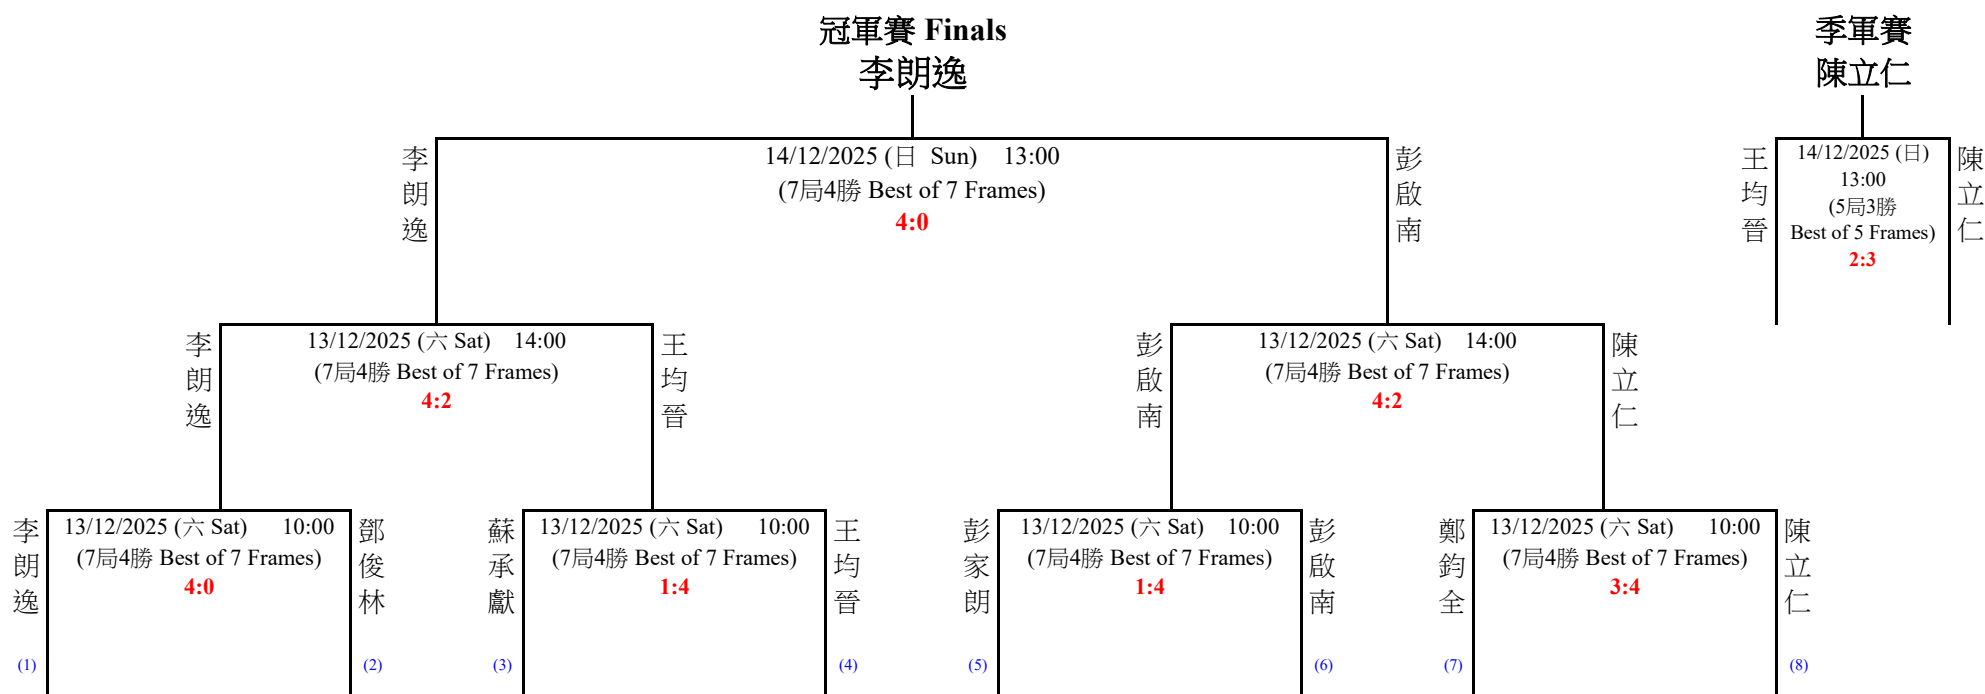 冠軍賽 Finals
李朗逸
季軍賽
陳立仁
李朗逸
14/12/2025 (日 Sun) 13:00
(7局4勝 Best of 7 Frames)
4:0
彭啟南
王均晉
14/12/2025 (日)
13:00
(5局3勝
Best of 5 Frames)
2:3
陳立仁
李朗逸
13/12/2025 (六 Sat) 14:00
(7局4勝 Best of 7 Frames)
4:2
王均晉
彭啟南
13/12/2025 (六 Sat) 14:00
(7局4勝 Best of 7 Frames)
4:2
陳立仁
李朗逸
13/12/2025 (六 Sat) 10:00
(7局4勝 Best of 7 Frames)
4:0
鄧俊林
蘇承獻
13/12/2025 (六 Sat) 10:00
(7局4勝 Best of 7 Frames)
1:4
王均晉
彭家朗
13/12/2025 (六 Sat) 10:00
(7局4勝 Best of 7 Frames)
1:4
彭啟南
鄭鈞全
13/12/2025 (六 Sat) 10:00
(7局4勝 Best of 7 Frames)
3:4
陳立仁
(1)
(2)
(3)
(4)
(5)
(6)
(7)
(8)